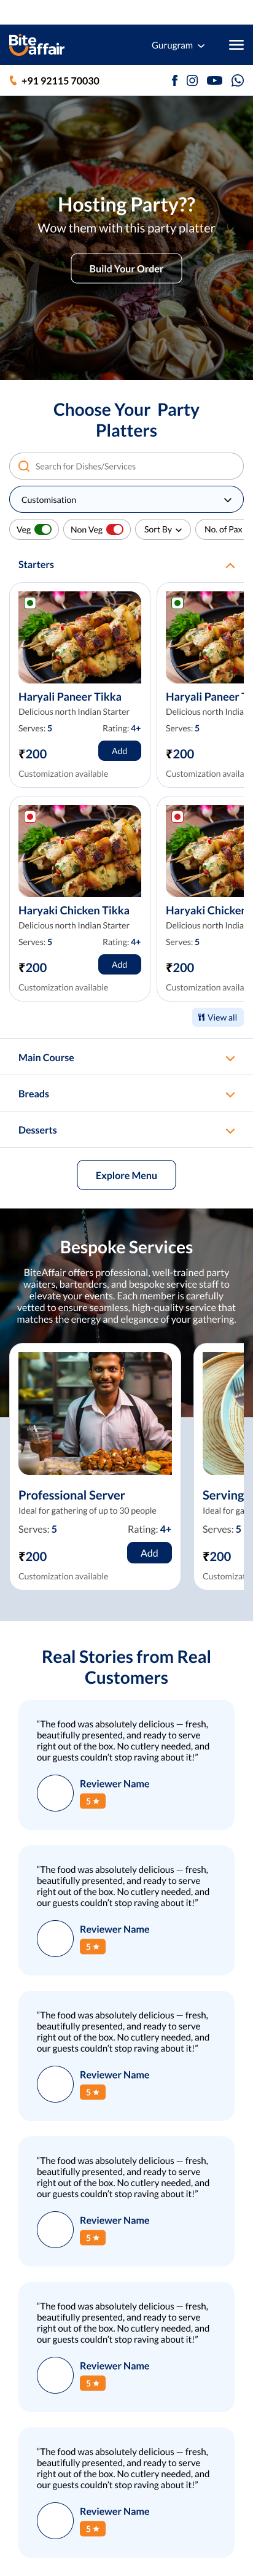 Bite
affair
Gurugram
+91 92115 70030
Hosting Party??
Wow them with this party platter
Build Your Order
Choose Your Party
Platters
Search for Dishes/Services
Customisation
Veg Non Veg Sort By No. of Pax
Starters
Haryali Paneer Tikka
Delicious north Indian Starter
Serves: 5 Rating: 4+
₹200 Add
Customization available
Haryali Paneer T
Delicious north India
Serves: 5
₹200
Customization availa
Haryaki Chicken Tikka
Delicious north Indian Starter
Serves: 5 Rating: 4+
₹200 Add
Customization available
Haryaki Chicken
Delicious north India
Serves: 5
₹200
Customization availa
View all
Main Course
Breads
Desserts
Explore Menu
Bespoke Services
BiteAffair offers professional, well-trained party
waiters, bartenders, and bespoke service staff to
elevate your events. Each member is carefully
vetted to ensure seamless, high-quality service that
matches the energy and elegance of your gathering.
Professional Server
Ideal for gathering of up to 30 people
Serves: 5 Rating: 4+
₹200 Add
Customization available
Serving
Ideal for ga
Serves: 5
₹200
Customizat
Real Stories from Real
Customers
“The food was absolutely delicious — fresh,
beautifully presented, and ready to serve
right out of the box. No cutlery needed, and
our guests couldn’t stop raving about it!”
Reviewer Name
5 ★
“The food was absolutely delicious — fresh,
beautifully presented, and ready to serve
right out of the box. No cutlery needed, and
our guests couldn’t stop raving about it!”
Reviewer Name
5 ★
“The food was absolutely delicious — fresh,
beautifully presented, and ready to serve
right out of the box. No cutlery needed, and
our guests couldn’t stop raving about it!”
Reviewer Name
5 ★
“The food was absolutely delicious — fresh,
beautifully presented, and ready to serve
right out of the box. No cutlery needed, and
our guests couldn’t stop raving about it!”
Reviewer Name
5 ★
“The food was absolutely delicious — fresh,
beautifully presented, and ready to serve
right out of the box. No cutlery needed, and
our guests couldn’t stop raving about it!”
Reviewer Name
5 ★
“The food was absolutely delicious — fresh,
beautifully presented, and ready to serve
right out of the box. No cutlery needed, and
our guests couldn’t stop raving about it!”
Reviewer Name
5 ★